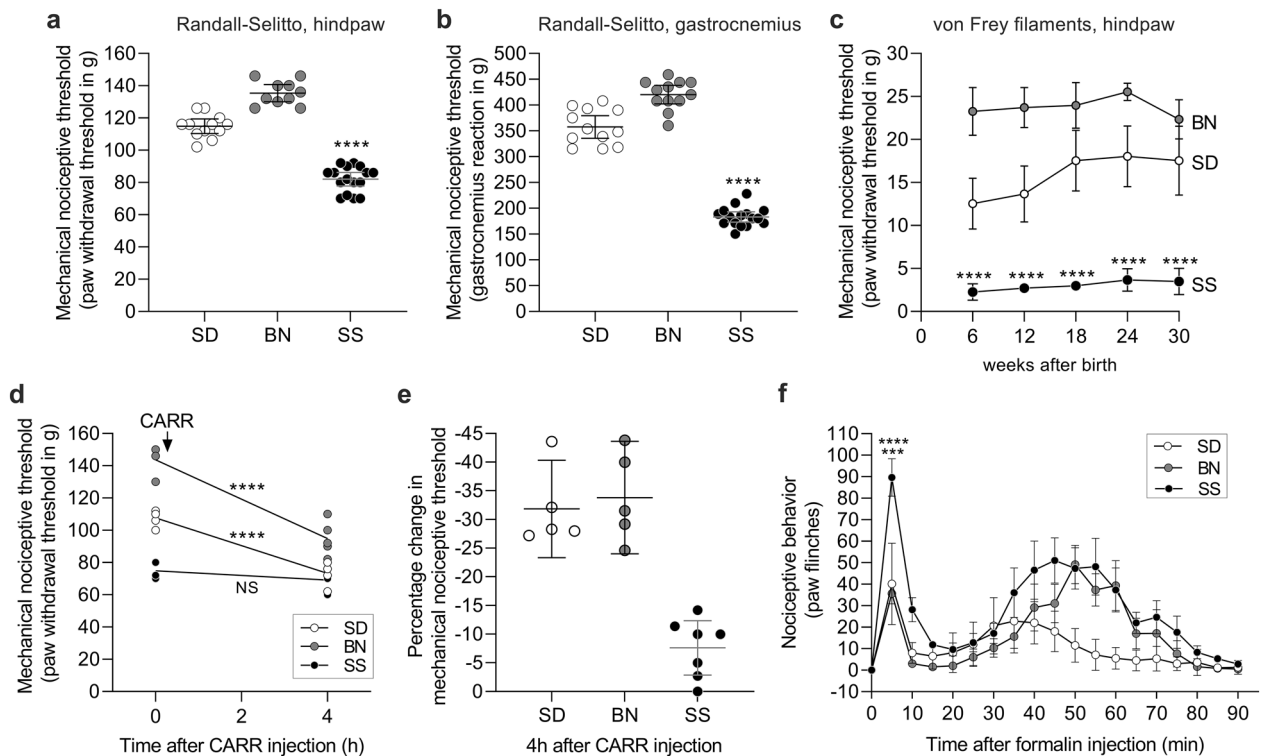 a
Randall-Selitto, hindpaw
Mechanical nociceptive threshold
(paw withdrawal threshold in g)
160
140
120
100
80
60
40
20
0
****
SD BN SS
b
Randall-Selitto, gastrocnemius
Mechanical nociceptive threshold
(gastrocnemius reaction in g)
500
450
400
350
300
250
200
150
100
50
0
****
SD BN SS
c
von Frey filaments, hindpaw
Mechanical nociceptive threshold
(paw withdrawal threshold in g)
30
25
20
15
10
5
0
BN
SD
**** **** **** **** ****
SS
0 6 12 18 24 30
weeks after birth
d
CARR
Mechanical nociceptive threshold
(paw withdrawal threshold in g)
160
140
120
100
80
60
40
20
0
****
****
NS
SD
BN
SS
0 2 4
Time after CARR injection (h)
e
Percentage change in
mechanical nociceptive threshold
-45
-40
-35
-30
-25
-20
-15
-10
-5
0
SD BN SS
4h after CARR injection
f
Nociceptive behavior
(paw flinches)
110
100
90
80
70
60
50
40
30
20
10
0
-10
****
***
SD
BN
SS
0 10 20 30 40 50 60 70 80 90
Time after formalin injection (min)